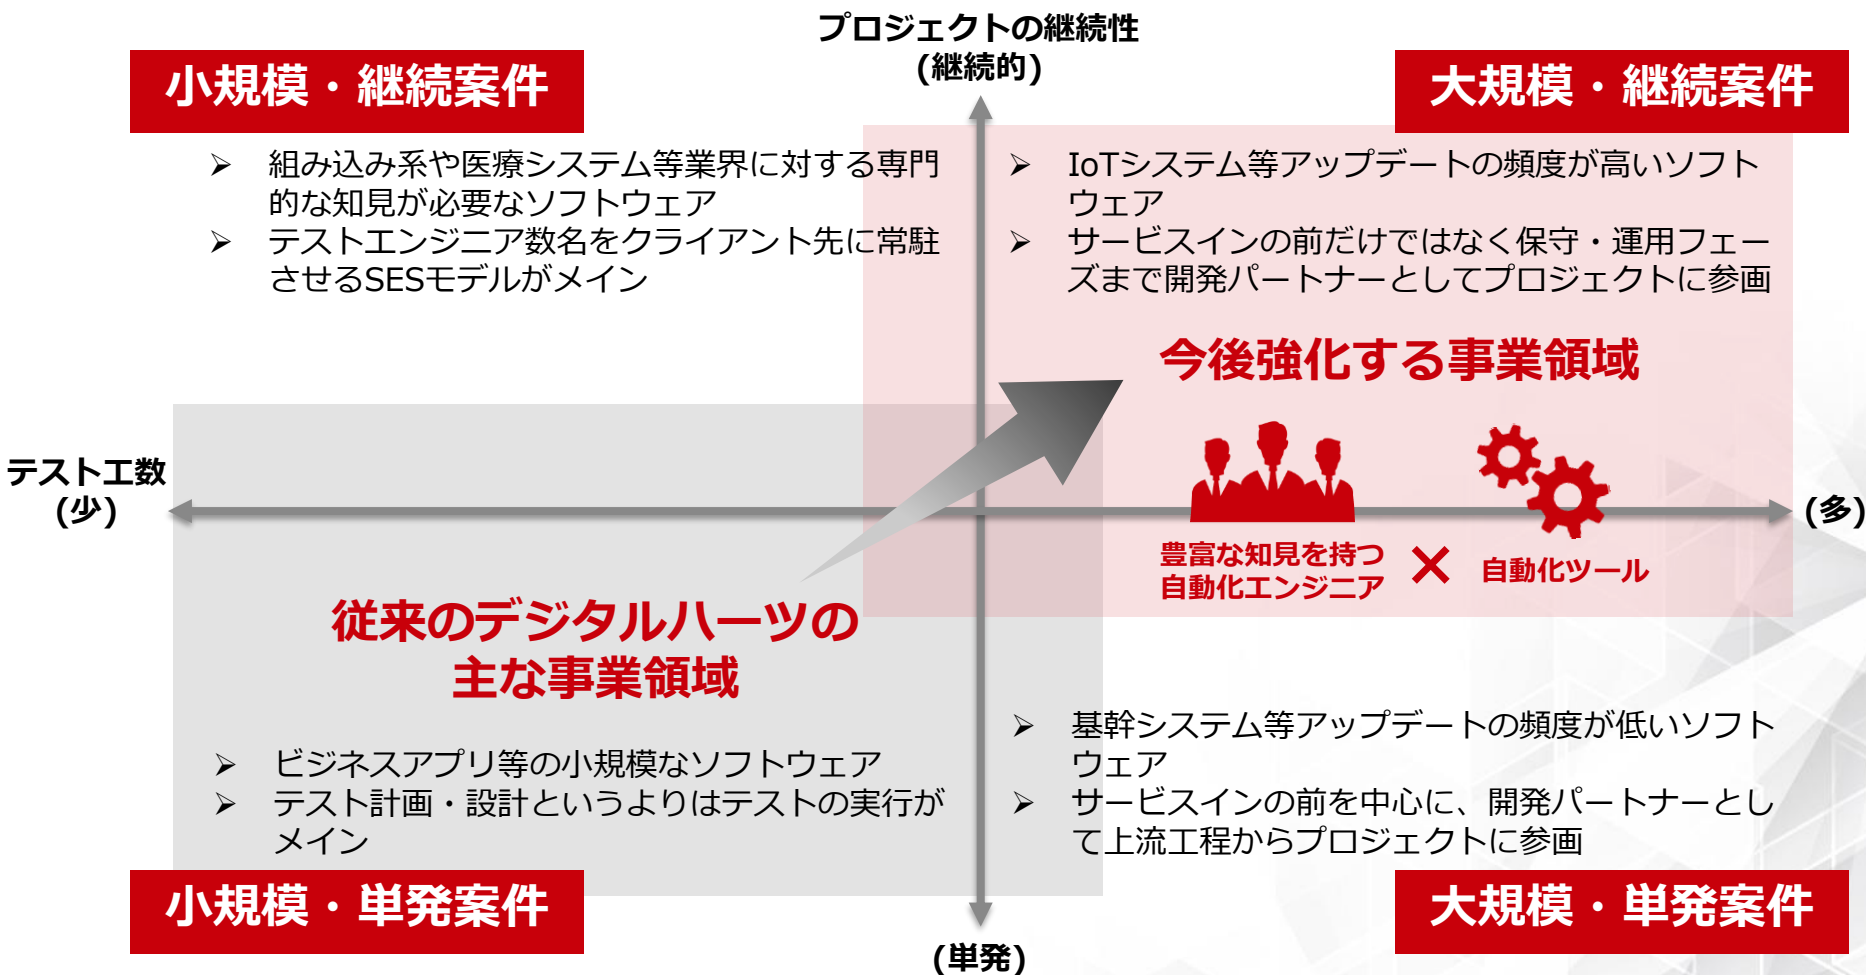 プロジェクトの継続性
(継続的)
小規模・継続案件
大規模・継続案件
➢ 組み込み系や医療システム等業界に対する専門
的な知見が必要なソフトウェア
➢ テストエンジニア数名をクライアント先に常駐
させるSESモデルがメイン
➢ IoTシステム等アップデートの頻度が高いソフト
ウェア
➢ サービスインの前だけではなく保守・運用フェー
ズまで開発パートナーとしてプロジェクトに参画
今後強化する事業領域
テスト工数
(少)
(多)
豊富な知見を持つ
自動化エンジニア
×
自動化ツール
従来のデジタルハーツの
主な事業領域
➢ ビジネスアプリ等の小規模なソフトウェア
➢ テスト計画・設計というよりはテストの実行が
メイン
➢ 基幹システム等アップデートの頻度が低いソフト
ウェア
➢ サービスインの前を中心に、開発パートナーとし
て上流工程からプロジェクトに参画
小規模・単発案件
大規模・単発案件
(単発)